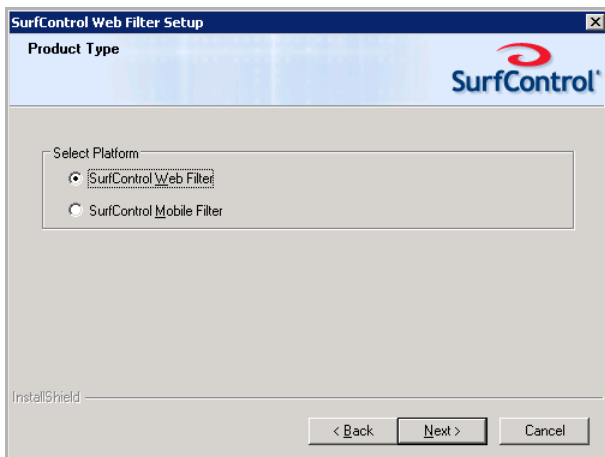 SurfControl Web Filter Setup
Product Type
SurfControl
Select Platform
SurfControl Web Filter
SurfControl Mobile Filter
InstallShield
< Back Next > Cancel